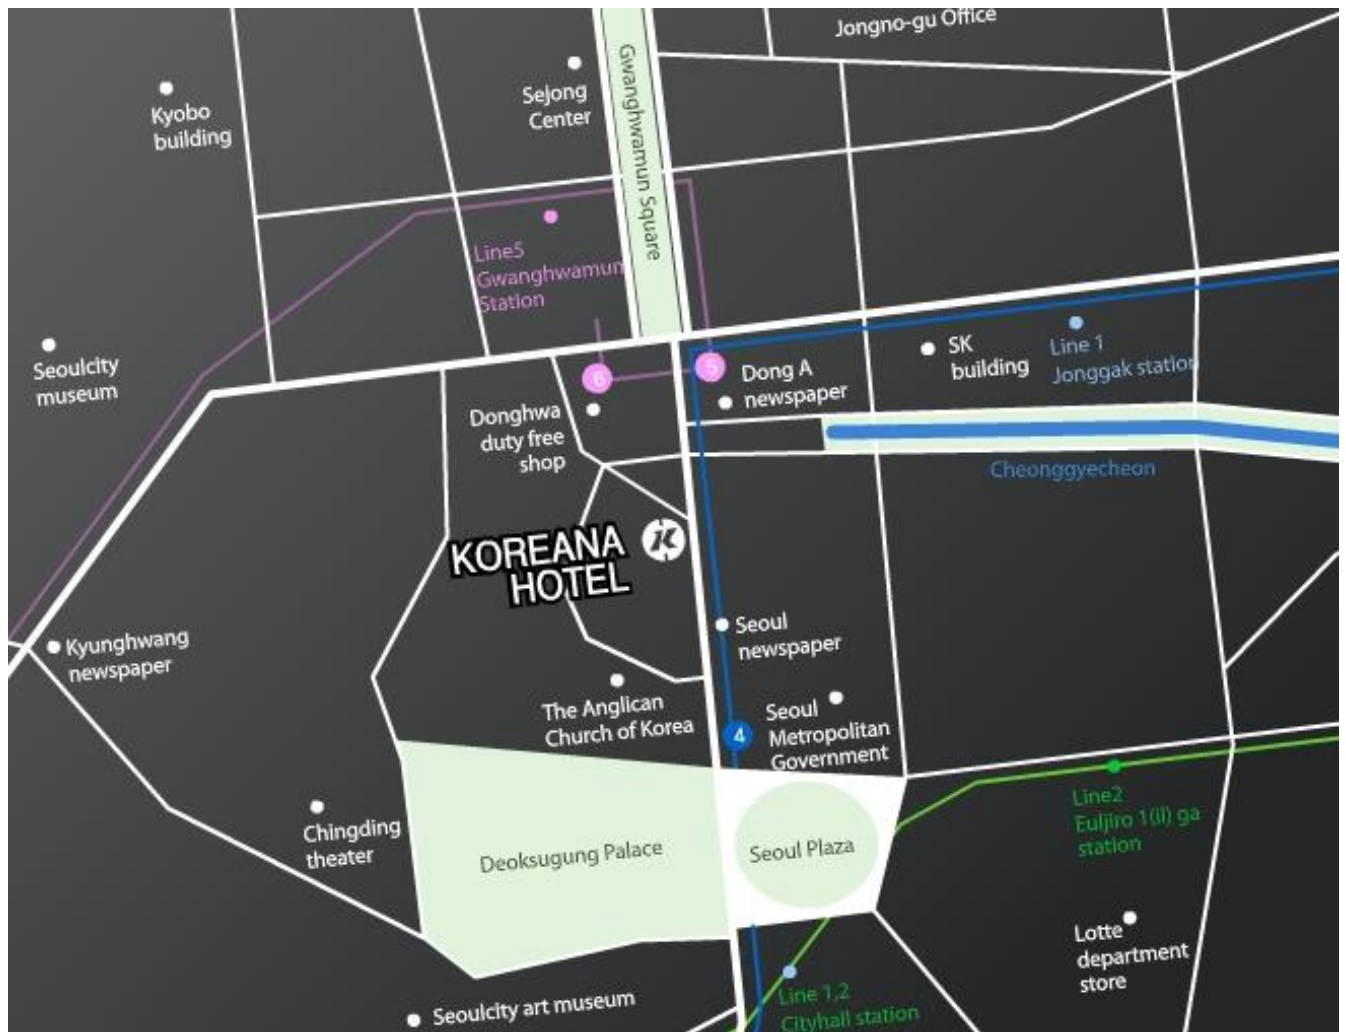 Jongno-gu Office
Gwanghwamun Square
Sejong
Center
Kyobo
building
Line5
Gwanghwamun
Station
Seoulcity
museum
6
5
Dong A
newspaper
SK
building
Line 1
Jonggak station
Donghwa
duty free
shop
Cheonggyecheon
KOREANA
HOTEL
K
Kyunghwang
newspaper
Seoul
newspaper
The Anglican
Church of Korea
4
Seoul
Metropolitan
Government
Line2
Euljiro 1(il) ga
station
Chingding
theater
Deoksugung Palace
Seoul Plaza
Lotte
department
store
Seoulcity art museum
Line 1,2
Cityhall station